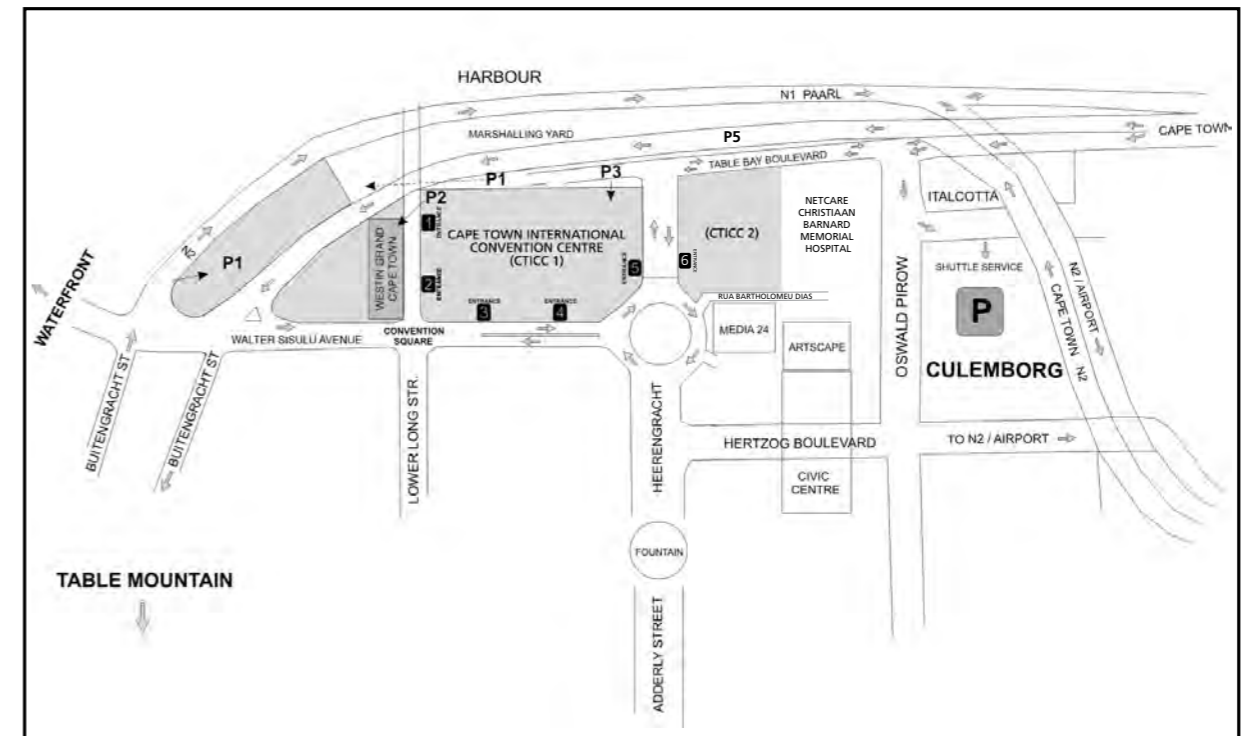 HARBOUR
N1 PAARL
MARSHALLING YARD
P5
CAPE TOWN
TABLE BAY BOULEVARD
P1
P3
P2
ITALCOTTA
NETCARE
CHRISTIAAN
BARNARD
MEMORIAL
HOSPITAL
1
ENTRANCE
CAPE TOWN INTERNATIONAL
CONVENTION CENTRE
(CTICC 1)
(CTICC 2)
N2
P1
WESTIN GRAND
CAPE TOWN
2
ENTRANCE
5
ENTRANCE
6
ENTRANCE
SHUTTLE SERVICE
P
N2 / AIRPORT
CAPE TOWN N2
WATERFRONT
ENTRANCE
3
ENTRANCE
4
RUA BARTHOLOMEU DIAS
MEDIA 24
ARTSCAPE
OSWALD PIROW
CULEMBORG
WALTER SISULU AVENUE
CONVENTION
SQUARE
BUITENGRACHT ST
BUITENGRACHT ST
LOWER LONG STR.
HEERENGRACHT
HERTZOG BOULEVARD
TO N2 / AIRPORT
CIVIC
CENTRE
FOUNTAIN
TABLE MOUNTAIN
ADDERLY STREET